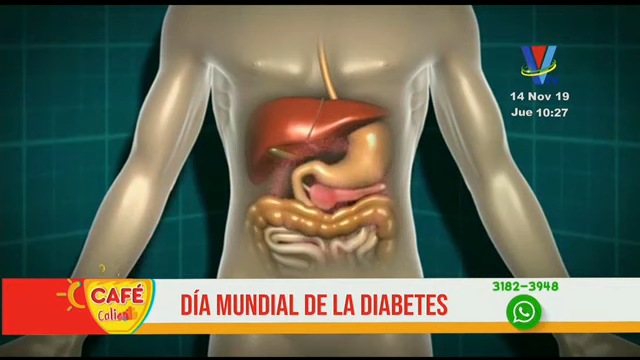 V
14 Nov 19
Jue 10:27
3182-3948
CAFÉ
DÍA MUNDIAL DE LA DIABETES